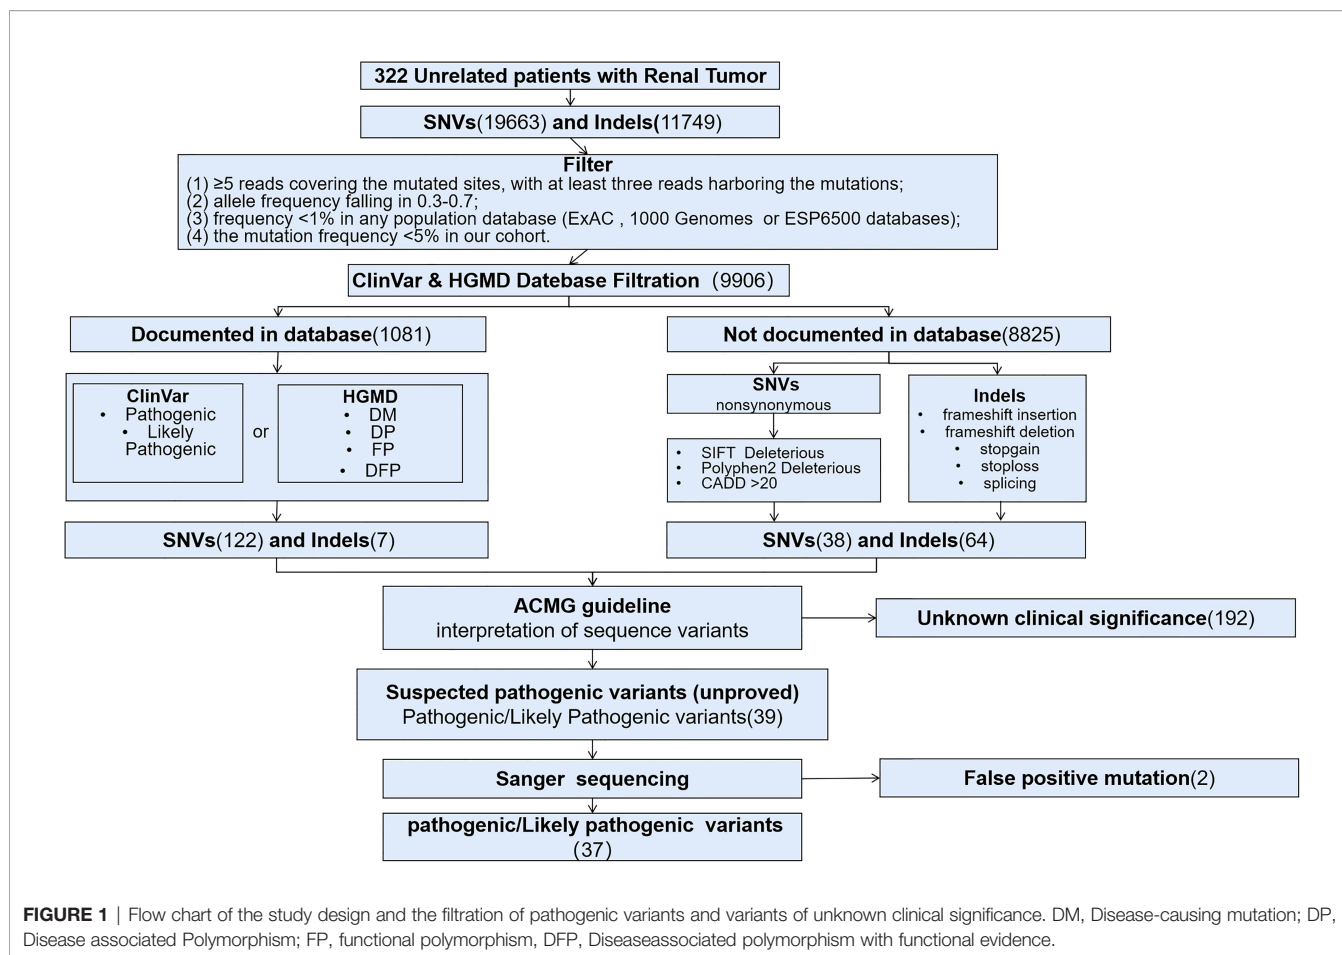 322 Unrelated patients with Renal Tumor
SNVs(19663) and Indels(11749)
Filter
(1) ≥5 reads covering the mutated sites, with at least three reads harboring the mutations;
(2) allele frequency falling in 0.3-0.7;
(3) frequency <1% in any population database (ExAC , 1000 Genomes or ESP6500 databases);
(4) the mutation frequency <5% in our cohort.
ClinVar & HGMD Datebase Filtration (9906)
Documented in database(1081)
Not documented in database(8825)
ClinVar
• Pathogenic
• Likely
Pathogenic
or
HGMD
• DM
• DP
• FP
• DFP
SNVs
nonsynonymous
• SIFT Deleterious
• Polyphen2 Deleterious
• CADD >20
Indels
• frameshift insertion
• frameshift deletion
• stopgain
• stoploss
• splicing
SNVs(122) and Indels(7)
SNVs(38) and Indels(64)
ACMG guideline
interpretation of sequence variants
Unknown clinical significance(192)
Suspected pathogenic variants (unproved)
Pathogenic/Likely Pathogenic variants(39)
Sanger sequencing
False positive mutation(2)
pathogenic/Likely pathogenic variants
(37)
FIGURE 1 | Flow chart of the study design and the filtration of pathogenic variants and variants of unknown clinical significance. DM, Disease-causing mutation; DP,
Disease associated Polymorphism; FP, functional polymorphism, DFP, Diseaseassociated polymorphism with functional evidence.